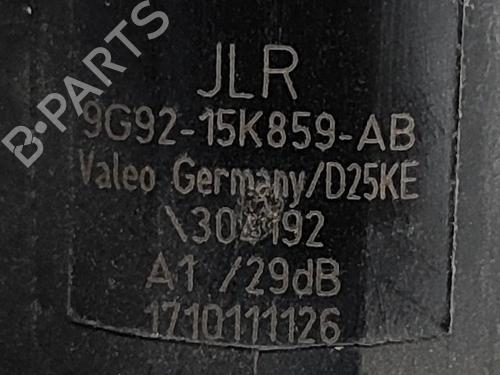 B-PARTS
JLR
9G92-15K859-AB
Valeo Germany/D25KE
A1 /29dB
1710111126